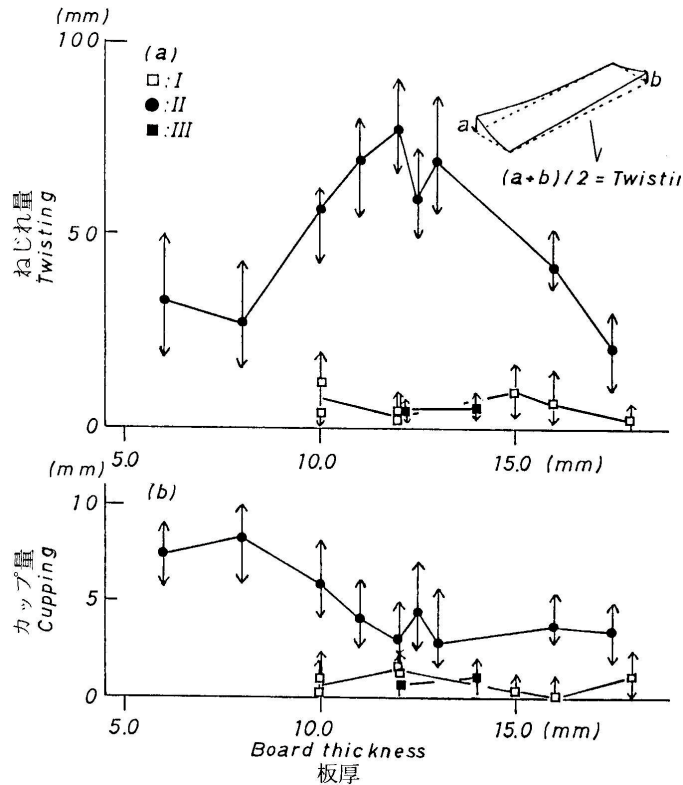 (mm)
100
(a)
□ : I
● : II
■ : III
a
b
(a+b)/2 = Twistin
50
ねじれ量
Twisting
0
5.0
10.0
15.0 (mm)
(mm)
(b)
10
カップ量
Cupping
5
0
5.0
10.0
15.0 (mm)
Board thickness
板厚